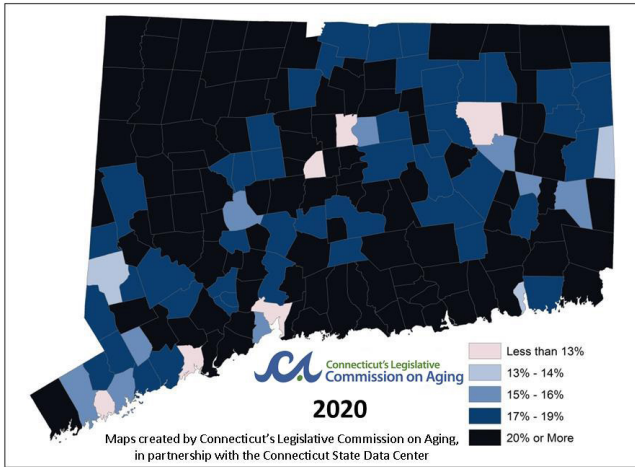 Connecticut's Legislative
Commission on Aging
2020
Maps created by Connecticut's Legislative Commission on Aging,
in partnership with the Connecticut State Data Center
Less than 13%
13% - 14%
15% - 16%
17% - 19%
20% or More